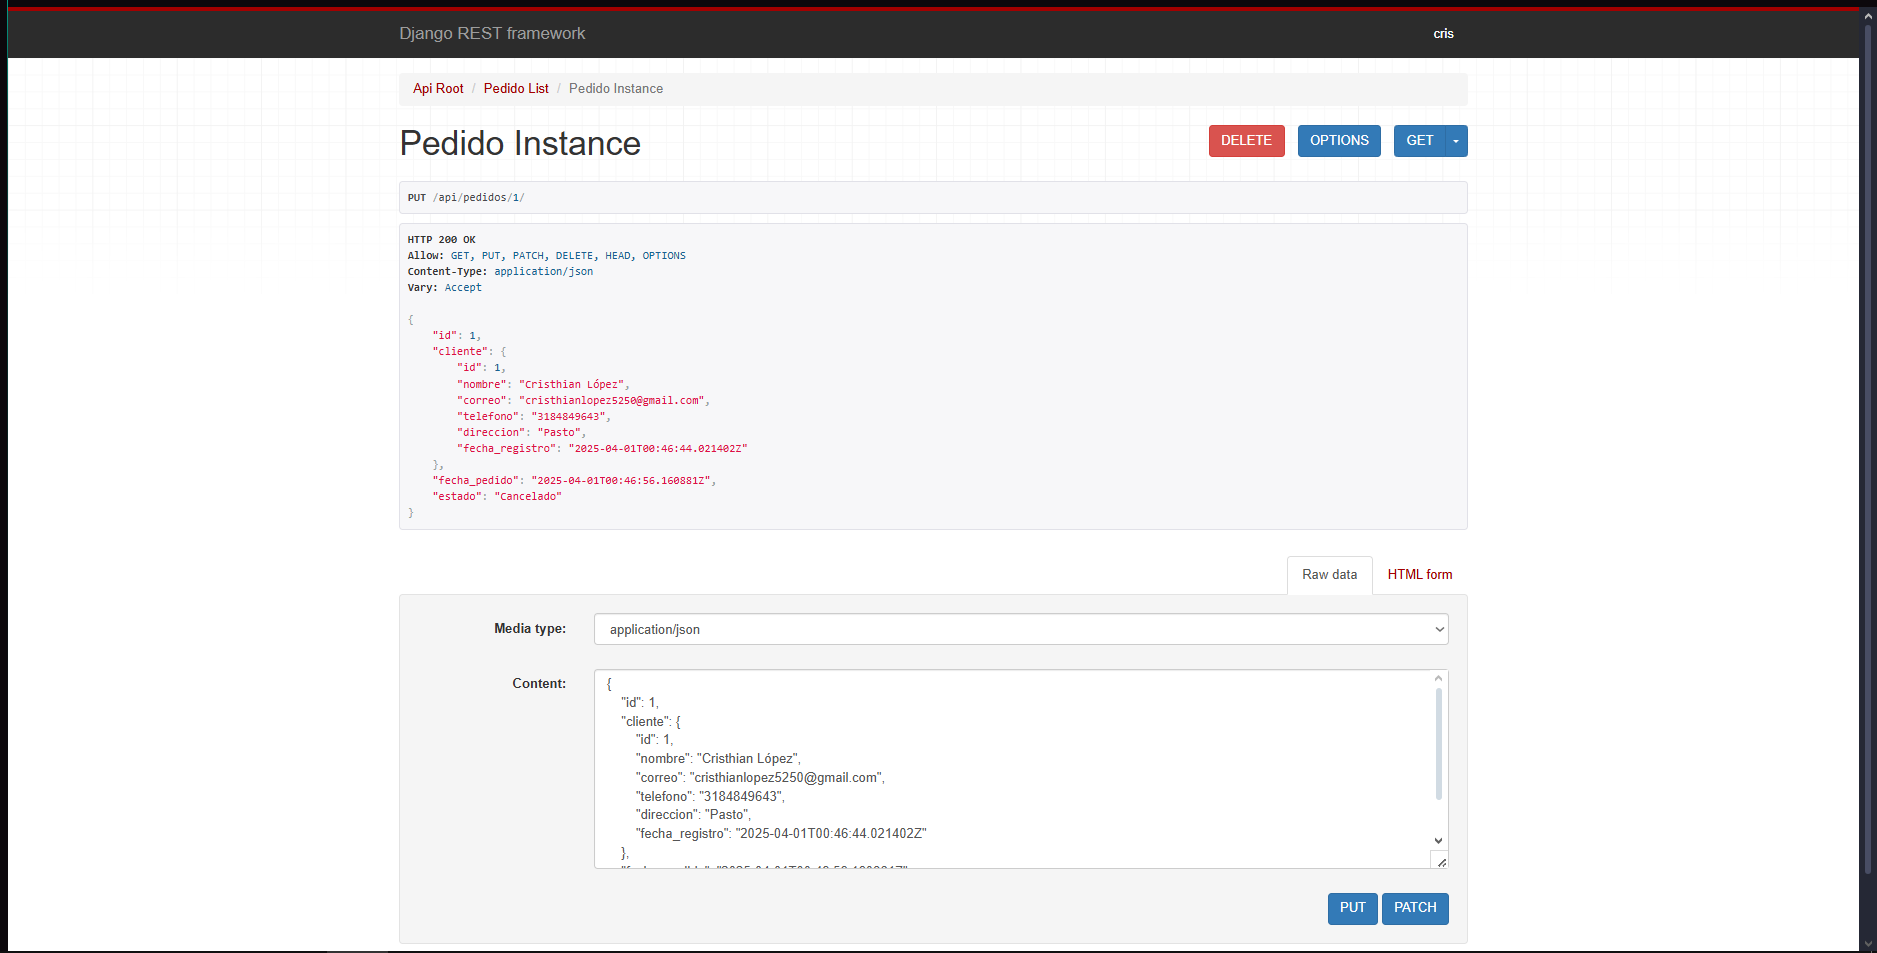 Django REST framework
cris
Api Root / Pedido List / Pedido Instance
Pedido Instance
DELETE
OPTIONS
GET
PUT /api/pedidos/1/
HTTP 200 OK
Allow: GET, PUT, PATCH, DELETE, HEAD, OPTIONS
Content-Type: application/json
Vary: Accept
{
"id": 1,
"cliente": {
"id": 1,
"nombre": "Cristhian López",
"correo": "cristhianlopez5250@gmail.com",
"telefono": "3184849643",
"direccion": "Pasto",
"fecha_registro": "2025-04-01T00:46:44.021402Z"
},
"fecha_pedido": "2025-04-01T00:46:56.160881Z",
"estado": "Cancelado"
}
Raw data
HTML form
Media type:
application/json
Content:
{
"id": 1,
"cliente": {
"id": 1,
"nombre": "Cristhian López",
"correo": "cristhianlopez5250@gmail.com",
"telefono": "3184849643",
"direccion": "Pasto",
"fecha_registro": "2025-04-01T00:46:44.021402Z"
},
PUT
PATCH